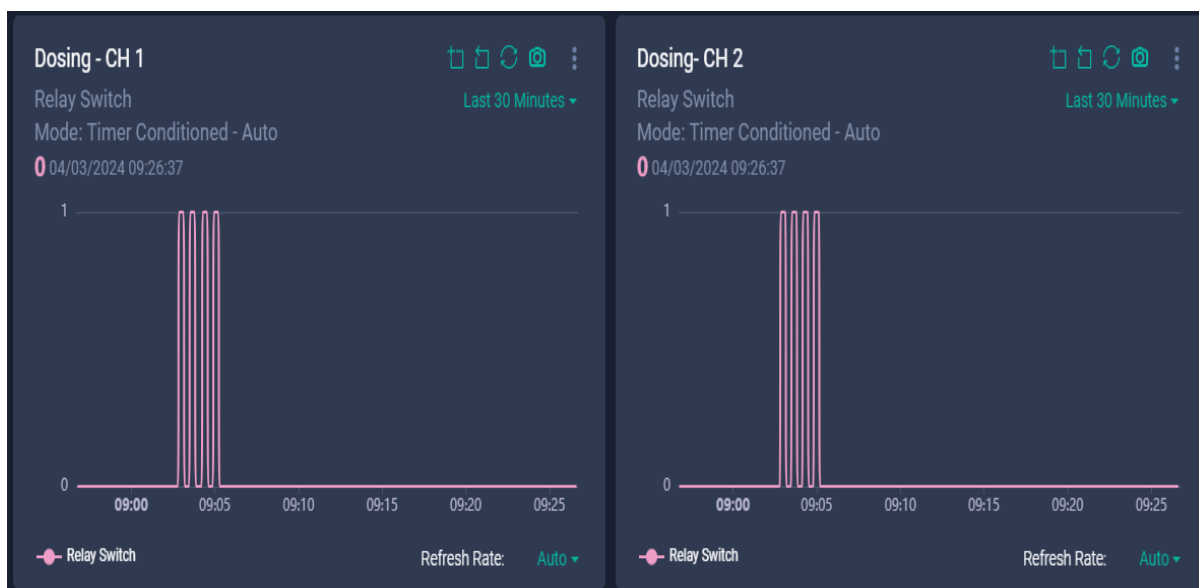 Dosing - CH 1
Last 30 Minutes
Relay Switch
Mode: Timer Conditioned - Auto
0 04/03/2024 09:26:37
1
0
09:00 09:05 09:10 09:15 09:20 09:25
Relay Switch
Refresh Rate: Auto
Dosing- CH 2
Last 30 Minutes
Relay Switch
Mode: Timer Conditioned - Auto
0 04/03/2024 09:26:37
1
0
09:00 09:05 09:10 09:15 09:20 09:25
Relay Switch
Refresh Rate: Auto